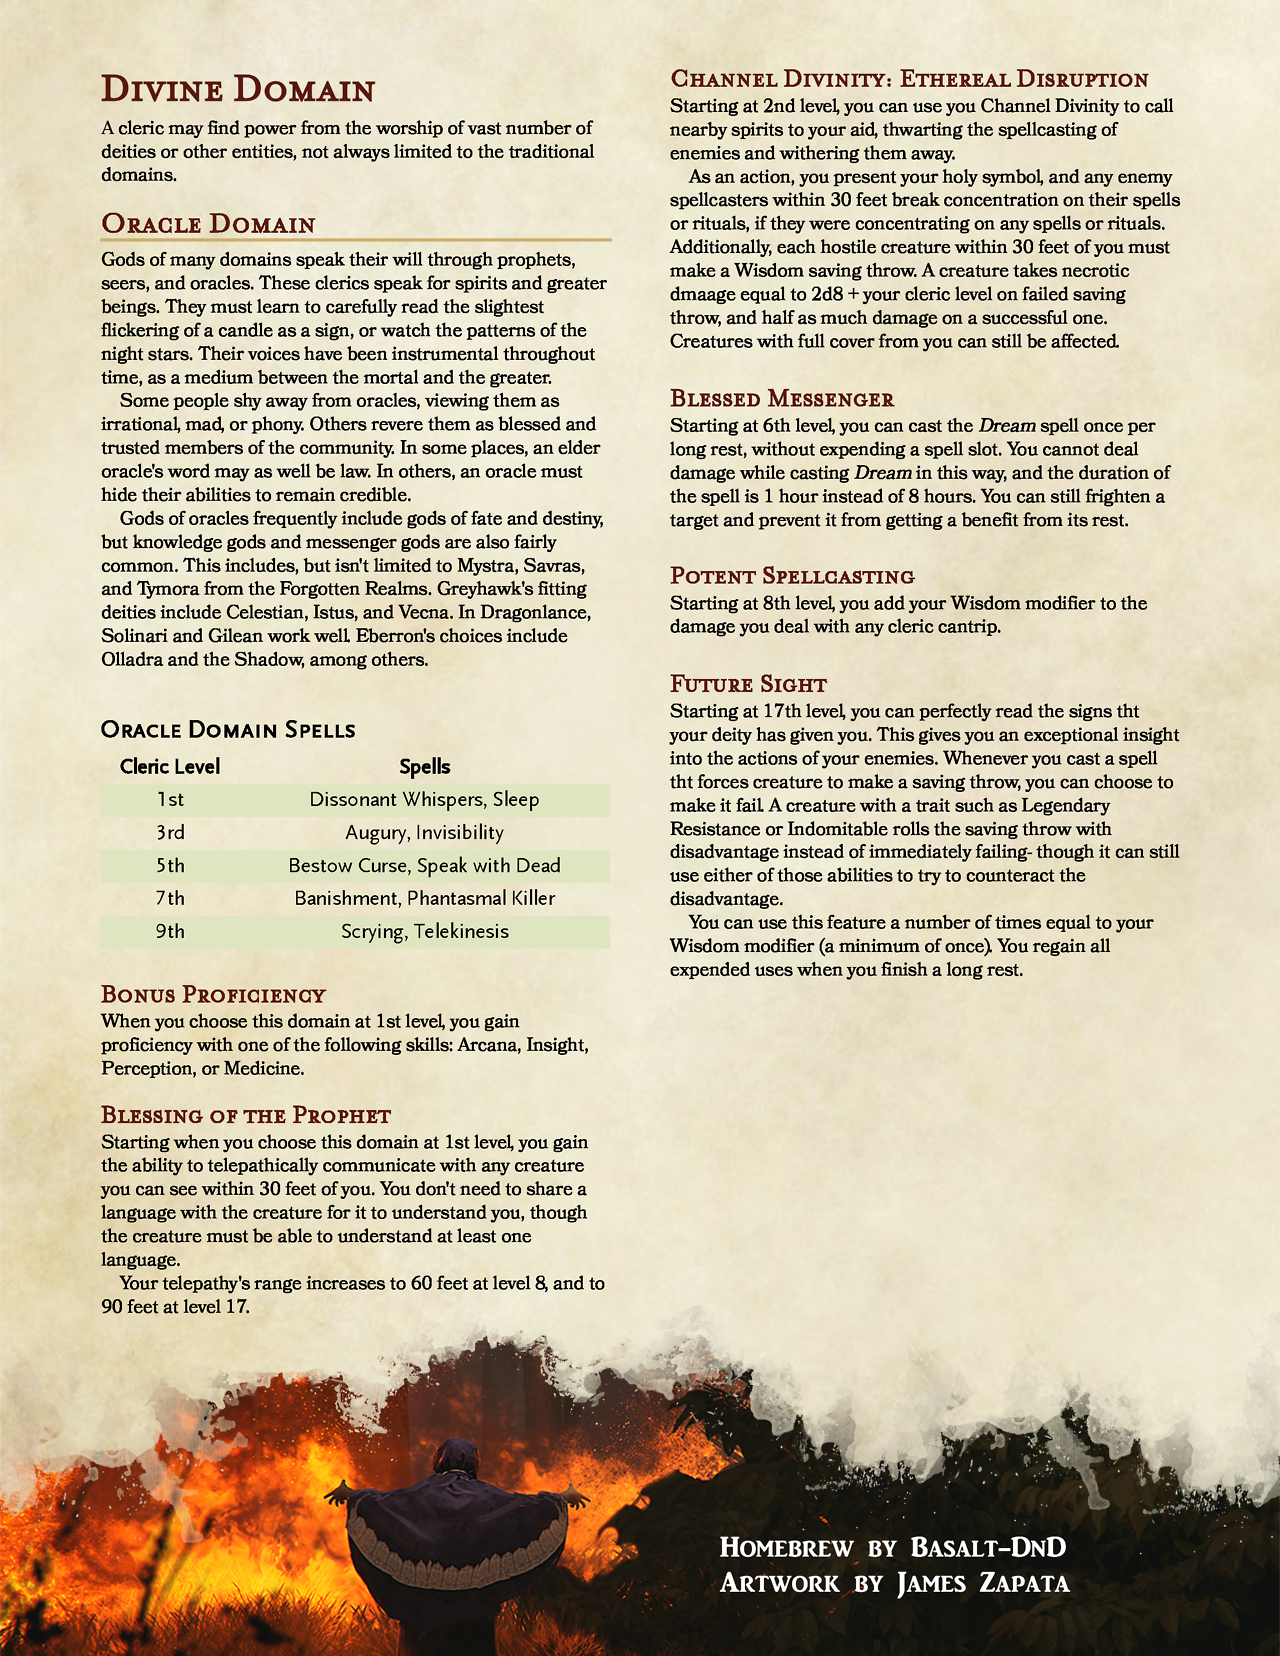 Divine Domain
A cleric may find power from the worship of vast number of
deities or other entities, not always limited to the traditional
domains.
Oracle Domain
Gods of many domains speak their will through prophets,
seers, and oracles. These clerics speak for spirits and greater
beings. They must learn to carefully read the slightest
flickering of a candle as a sign, or watch the patterns of the
night stars. Their voices have been instrumental throughout
time, as a medium between the mortal and the greater.
Some people shy away from oracles, viewing them as
irrational, mad, or phony. Others revere them as blessed and
trusted members of the community. In some places, an elder
oracle's word may as well be law. In others, an oracle must
hide their abilities to remain credible.
Gods of oracles frequently include gods of fate and destiny,
but knowledge gods and messenger gods are also fairly
common. This includes, but isn't limited to Mystra, Savras,
and Tymora from the Forgotten Realms. Greyhawk's fitting
deities include Celestian, Istus, and Vecna. In Dragonlance,
Solinari and Gilean work well. Eberron's choices include
Olladra and the Shadow, among others.
Oracle Domain Spells
Cleric Level Spells
1st Dissonant Whispers, Sleep
3rd Augury, Invisibility
5th Bestow Curse, Speak with Dead
7th Banishment, Phantasmal Killer
9th Scrying, Telekinesis
Bonus Proficiency
When you choose this domain at 1st level, you gain
proficiency with one of the following skills: Arcana, Insight,
Perception, or Medicine.
Blessing of the Prophet
Starting when you choose this domain at 1st level, you gain
the ability to telepathically communicate with any creature
you can see within 30 feet of you. You don't need to share a
language with the creature for it to understand you, though
the creature must be able to understand at least one
language.
Your telepathy's range increases to 60 feet at level 8, and to
90 feet at level 17.
Channel Divinity: Ethereal Disruption
Starting at 2nd level, you can use you Channel Divinity to call
nearby spirits to your aid, thwarting the spellcasting of
enemies and withering them away.
As an action, you present your holy symbol, and any enemy
spellcasters within 30 feet break concentration on their spells
or rituals, if they were concentrating on any spells or rituals.
Additionally, each hostile creature within 30 feet of you must
make a Wisdom saving throw. A creature takes necrotic
dmaage equal to 2d8 + your cleric level on failed saving
throw, and half as much damage on a successful one.
Creatures with full cover from you can still be affected.
Blessed Messenger
Starting at 6th level, you can cast the Dream spell once per
long rest, without expending a spell slot. You cannot deal
damage while casting Dream in this way, and the duration of
the spell is 1 hour instead of 8 hours. You can still frighten a
target and prevent it from getting a benefit from its rest.
Potent Spellcasting
Starting at 8th level, you add your Wisdom modifier to the
damage you deal with any cleric cantrip.
Future Sight
Starting at 17th level, you can perfectly read the signs tht
your deity has given you. This gives you an exceptional insight
into the actions of your enemies. Whenever you cast a spell
tht forces creature to make a saving throw, you can choose to
make it fail. A creature with a trait such as Legendary
Resistance or Indomitable rolls the saving throw with
disadvantage instead of immediately failing- though it can still
use either of those abilities to try to counteract the
disadvantage.
You can use this feature a number of times equal to your
Wisdom modifier (a minimum of once). You regain all
expended uses when you finish a long rest.
Homebrew by Basalt-DnD
Artwork by James Zapata